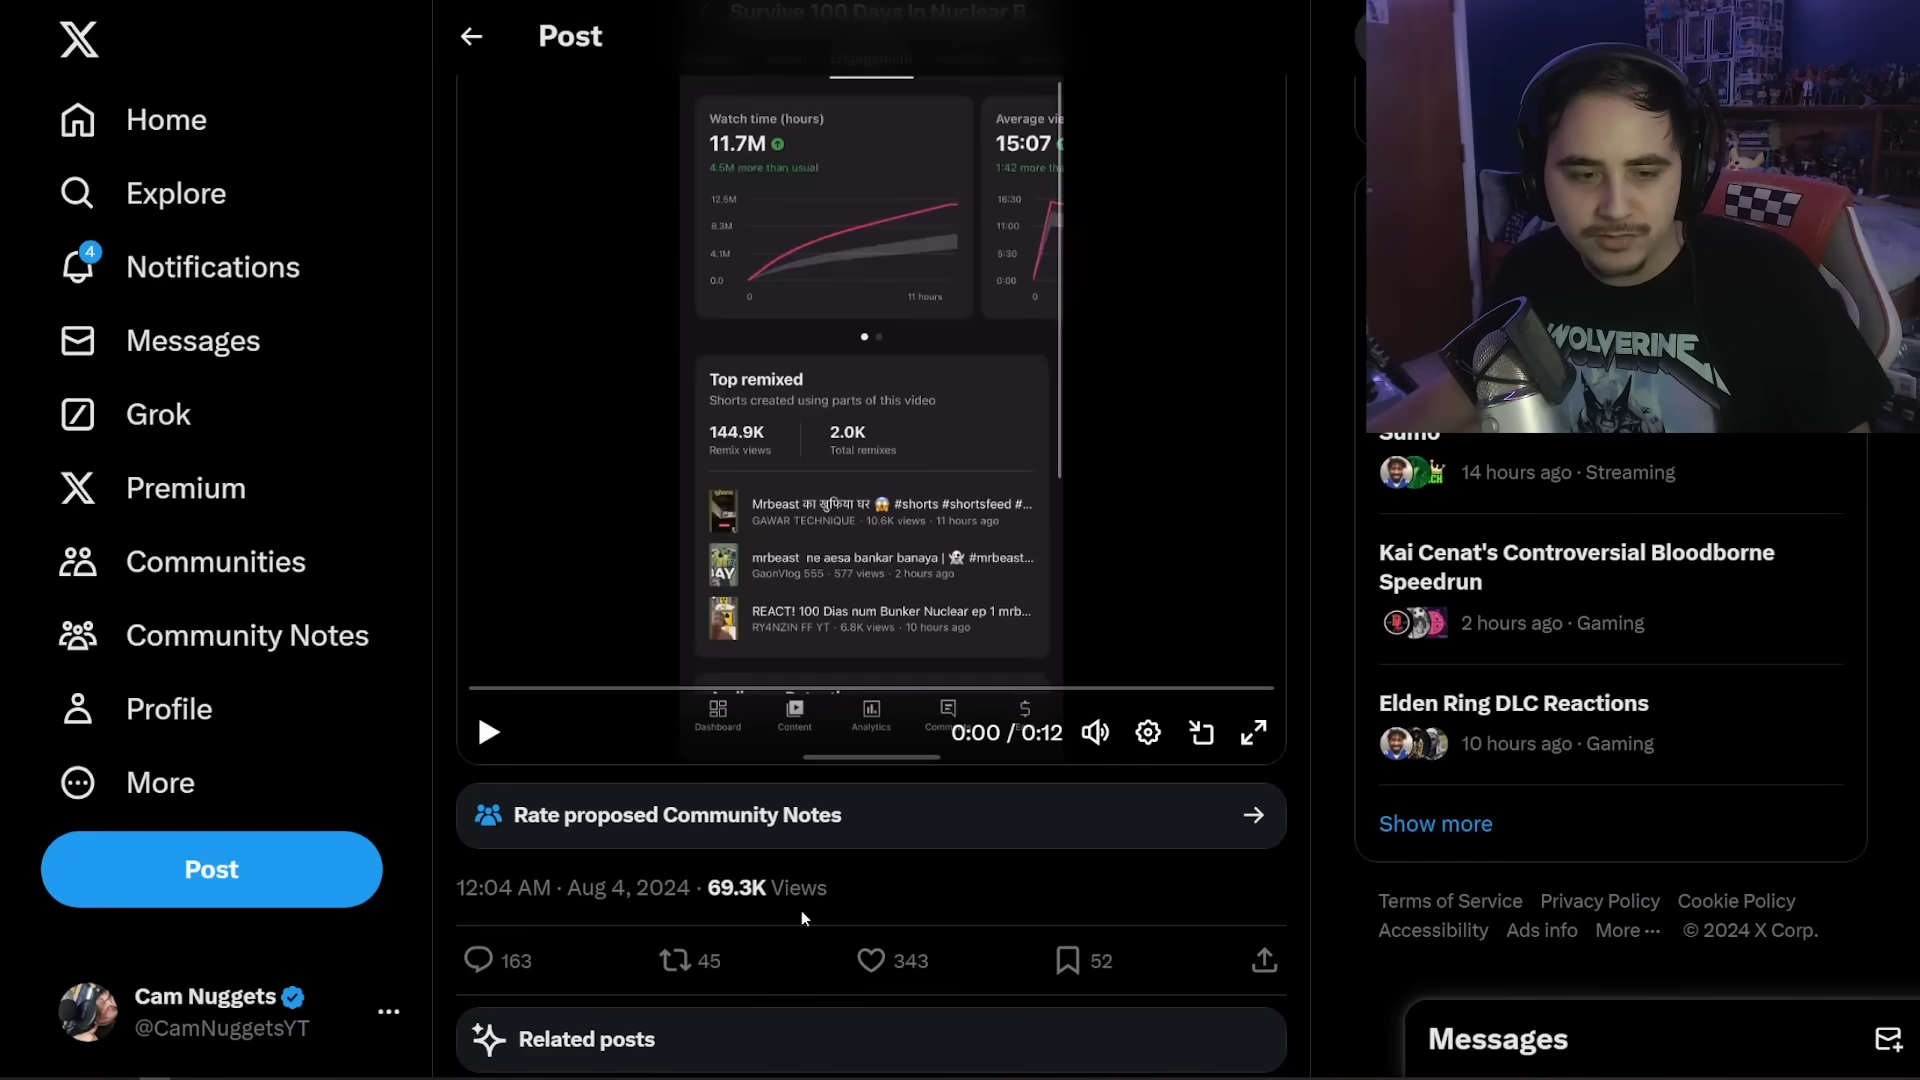 Home
Explore
4
Notifications
Messages
Grok
Premium
Communities
Community Notes
Profile
More
Post
Cam Nuggets
@CamNuggetsYT
Post
Survive 100 Days In Nuclear B...
Engagement
Watch time (hours)
11.7M
4.5M more than usual
12.5M
8.3M
4.1M
0.0
0
11 hours
Average vie
15:07
1:42 more th
16:30
11:00
5:30
0:00
0
Top remixed
Shorts created using parts of this video
144.9K
Remix views
2.0K
Total remixes
Mrbeast का खुफिया घर 😱 #shorts #shortsfeed #...
GAWAR TECHNIQUE · 10.6K views · 11 hours ago
mrbeast ne aesa bankar banaya | 👻 #mrbeast...
GaonVlog 555 · 577 views · 2 hours ago
REACT! 100 Dias num Bunker Nuclear ep 1 mrb...
RY4NZIN FF YT · 6.8K views · 10 hours ago
Dashboard
Content
Analytics
0:00 / 0:12
Rate proposed Community Notes
12:04 AM · Aug 4, 2024 · 69.3K Views
163
45
343
52
Related posts
WOLVERINE
Sumo
14 hours ago · Streaming
Kai Cenat's Controversial Bloodborne
Speedrun
2 hours ago · Gaming
Elden Ring DLC Reactions
10 hours ago · Gaming
Show more
Terms of Service Privacy Policy Cookie Policy
Accessibility Ads info More ··· © 2024 X Corp.
Messages